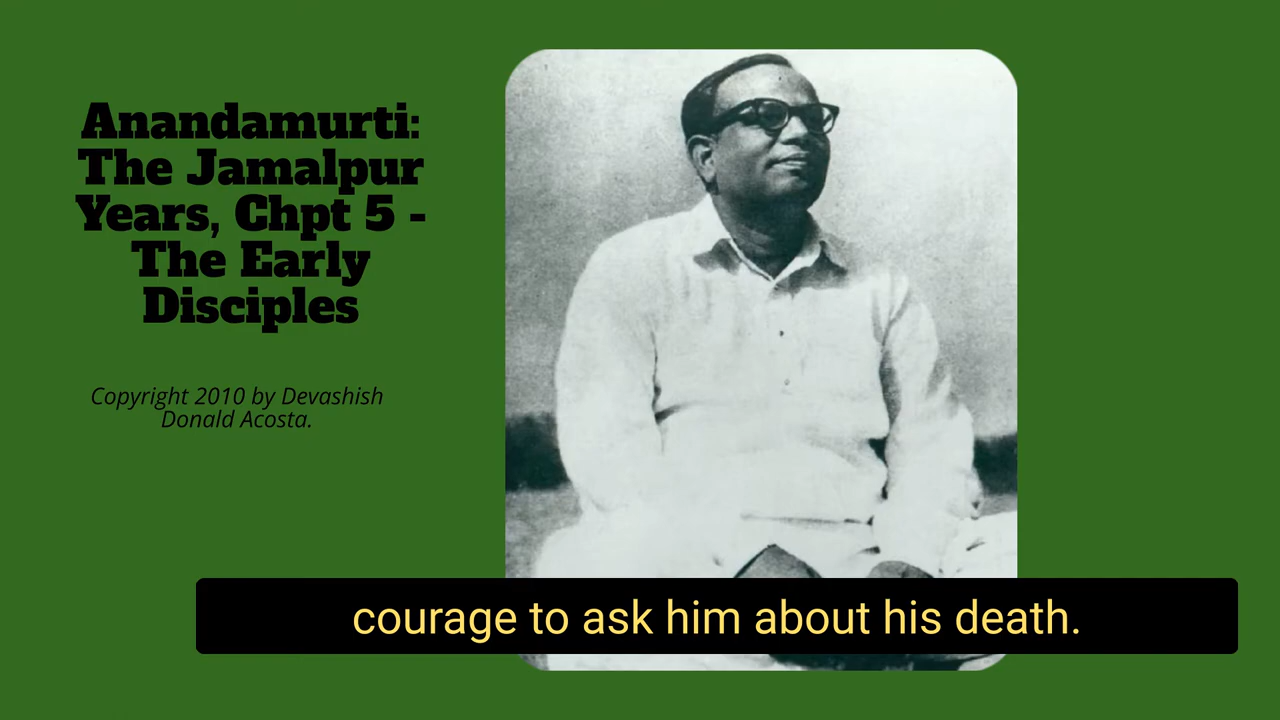 Anandamurti:
The Jamalpur
Years, Chpt 5 -
The Early
Disciples
Copyright 2010 by Devashish
Donald Acosta.
courage to ask him about his death.